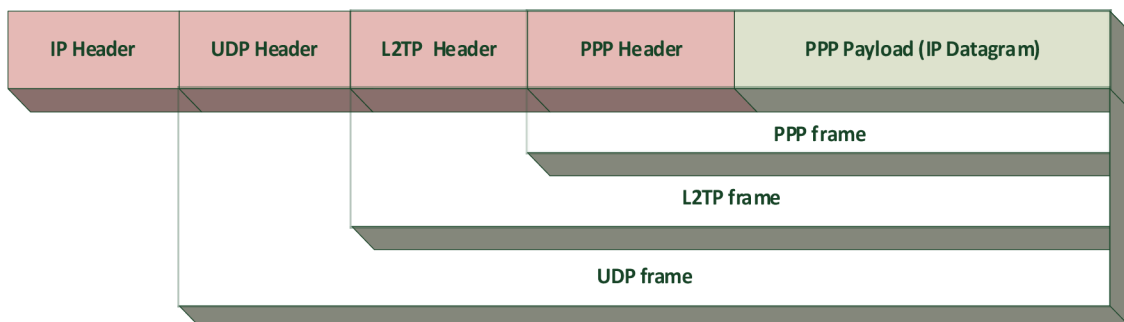 IP Header UDP Header L2TP Header PPP Header PPP Payload (IP Datagram)
PPP frame
L2TP frame
UDP frame